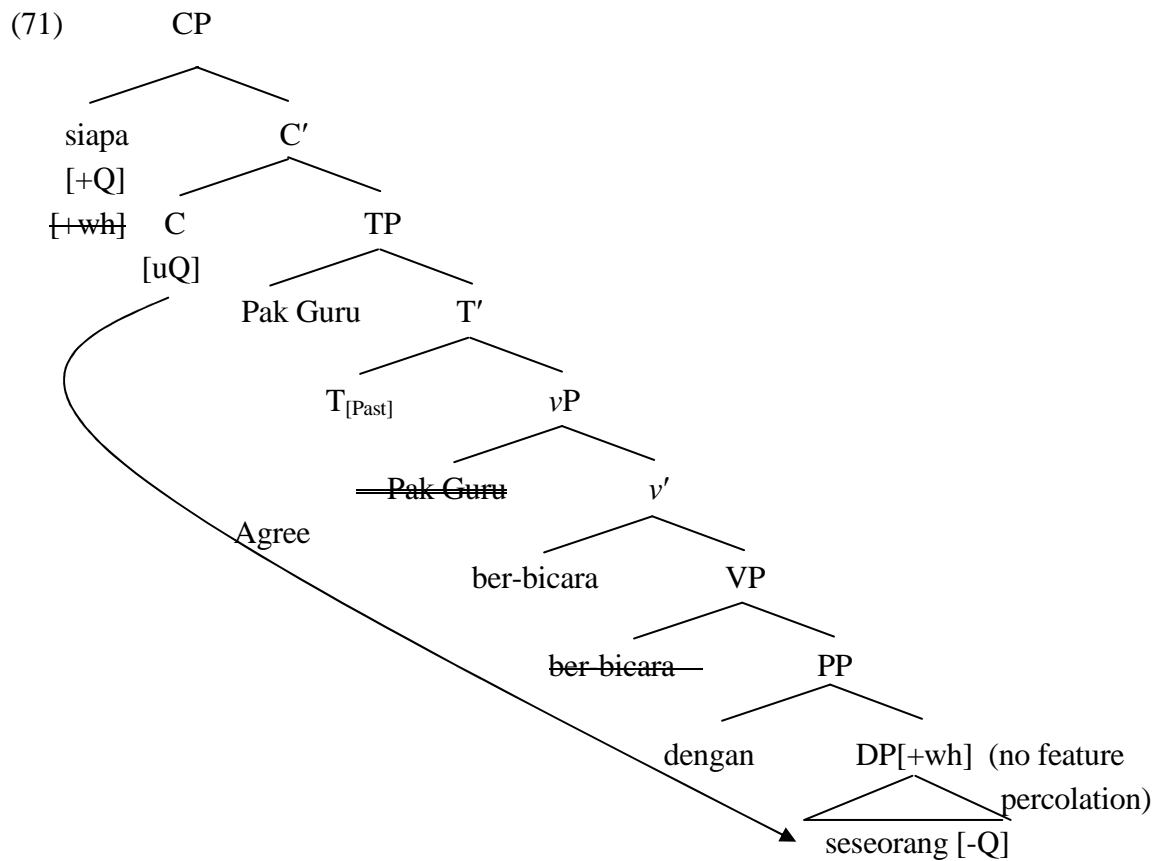 (71) CP
siapa C′
[+Q]
[+wh] C TP
[uQ]
Pak Guru T′
T[Past] vP
Pak Guru v′
Agree
ber-bicara VP
ber-bicara PP
dengan DP[+wh] (no feature
percolation)
seseorang [-Q]